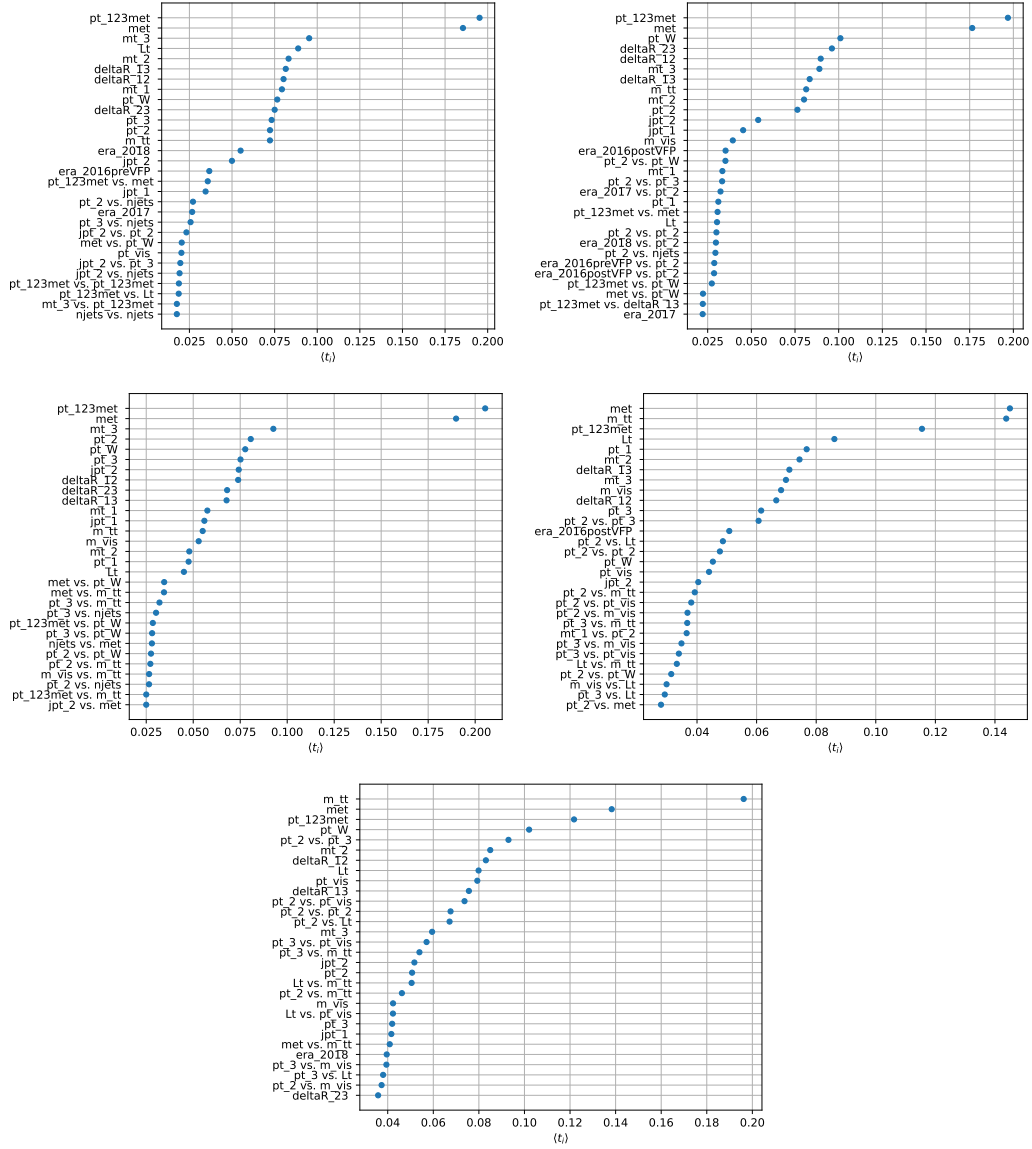 pt_123met
met
mt_3
Lt
mt_2
deltaR_13
deltaR_12
mt_1
pt_W
deltaR_23
pt_3
pt_2
m_tt
era_2018
jpt_2
era_2016preVFP
pt_123met vs. met
jpt_1
pt_2 vs. njets
era_2017
pt_3 vs. njets
jpt_2 vs. pt_2
met vs. pt_W
pt_vis
jpt_2 vs. pt_3
jpt_2 vs. njets
pt_123met vs. pt_123met
pt_123met vs. Lt
mt_3 vs. pt_123met
njets vs. njets
0.025 0.050 0.075 0.100 0.125 0.150 0.175 0.200
⟨tᵢ⟩
pt_123met
met
pt_W
deltaR_23
deltaR_12
mt_3
deltaR_13
m_tt
mt_2
pt_2
jpt_2
jpt_1
m_vis
era_2016postVFP
pt_2 vs. pt_W
mt_1
pt_2 vs. pt_3
era_2017 vs. pt_2
pt_1
pt_123met vs. met
Lt
pt_2 vs. pt_2
era_2018 vs. pt_2
pt_2 vs. njets
era_2016preVFP vs. pt_2
era_2016postVFP vs. pt_2
pt_123met vs. pt_W
met vs. pt_W
pt_123met vs. deltaR_13
era_2017
0.025 0.050 0.075 0.100 0.125 0.150 0.175 0.200
⟨tᵢ⟩
pt_123met
met
mt_3
pt_2
pt_W
pt_3
jpt_2
deltaR_12
deltaR_23
deltaR_13
mt_1
jpt_1
m_tt
m_vis
mt_2
pt_1
Lt
met vs. pt_W
met vs. m_tt
pt_3 vs. m_tt
pt_3 vs. njets
pt_123met vs. pt_W
pt_3 vs. pt_W
njets vs. met
pt_2 vs. pt_W
pt_2 vs. m_tt
m_vis vs. m_tt
pt_2 vs. njets
pt_123met vs. m_tt
jpt_2 vs. met
0.025 0.050 0.075 0.100 0.125 0.150 0.175 0.200
⟨tᵢ⟩
met
m_tt
pt_123met
Lt
pt_1
mt_2
deltaR_13
mt_3
m_vis
deltaR_12
pt_3
pt_2 vs. pt_3
era_2016postVFP
pt_2 vs. Lt
pt_2 vs. pt_2
pt_W
pt_vis
jpt_2
pt_2 vs. m_tt
pt_2 vs. pt_vis
pt_2 vs. m_vis
pt_3 vs. m_tt
mt_1 vs. pt_2
pt_3 vs. m_vis
pt_3 vs. pt_vis
Lt vs. m_tt
pt_2 vs. pt_W
m_vis vs. Lt
pt_3 vs. Lt
pt_2 vs. met
0.04 0.06 0.08 0.10 0.12 0.14
⟨tᵢ⟩
m_tt
met
pt_123met
pt_W
pt_2 vs. pt_3
mt_2
deltaR_12
Lt
pt_vis
deltaR_13
pt_2 vs. pt_vis
pt_2 vs. pt_2
pt_2 vs. Lt
mt_3
pt_3 vs. pt_vis
pt_3 vs. m_tt
jpt_2
pt_2
Lt vs. m_tt
pt_2 vs. m_tt
m_vis
Lt vs. pt_vis
pt_3
jpt_1
met vs. m_tt
era_2018
pt_3 vs. m_vis
pt_3 vs. Lt
pt_2 vs. m_vis
deltaR_23
0.04 0.06 0.08 0.10 0.12 0.14 0.16 0.18 0.20
⟨tᵢ⟩